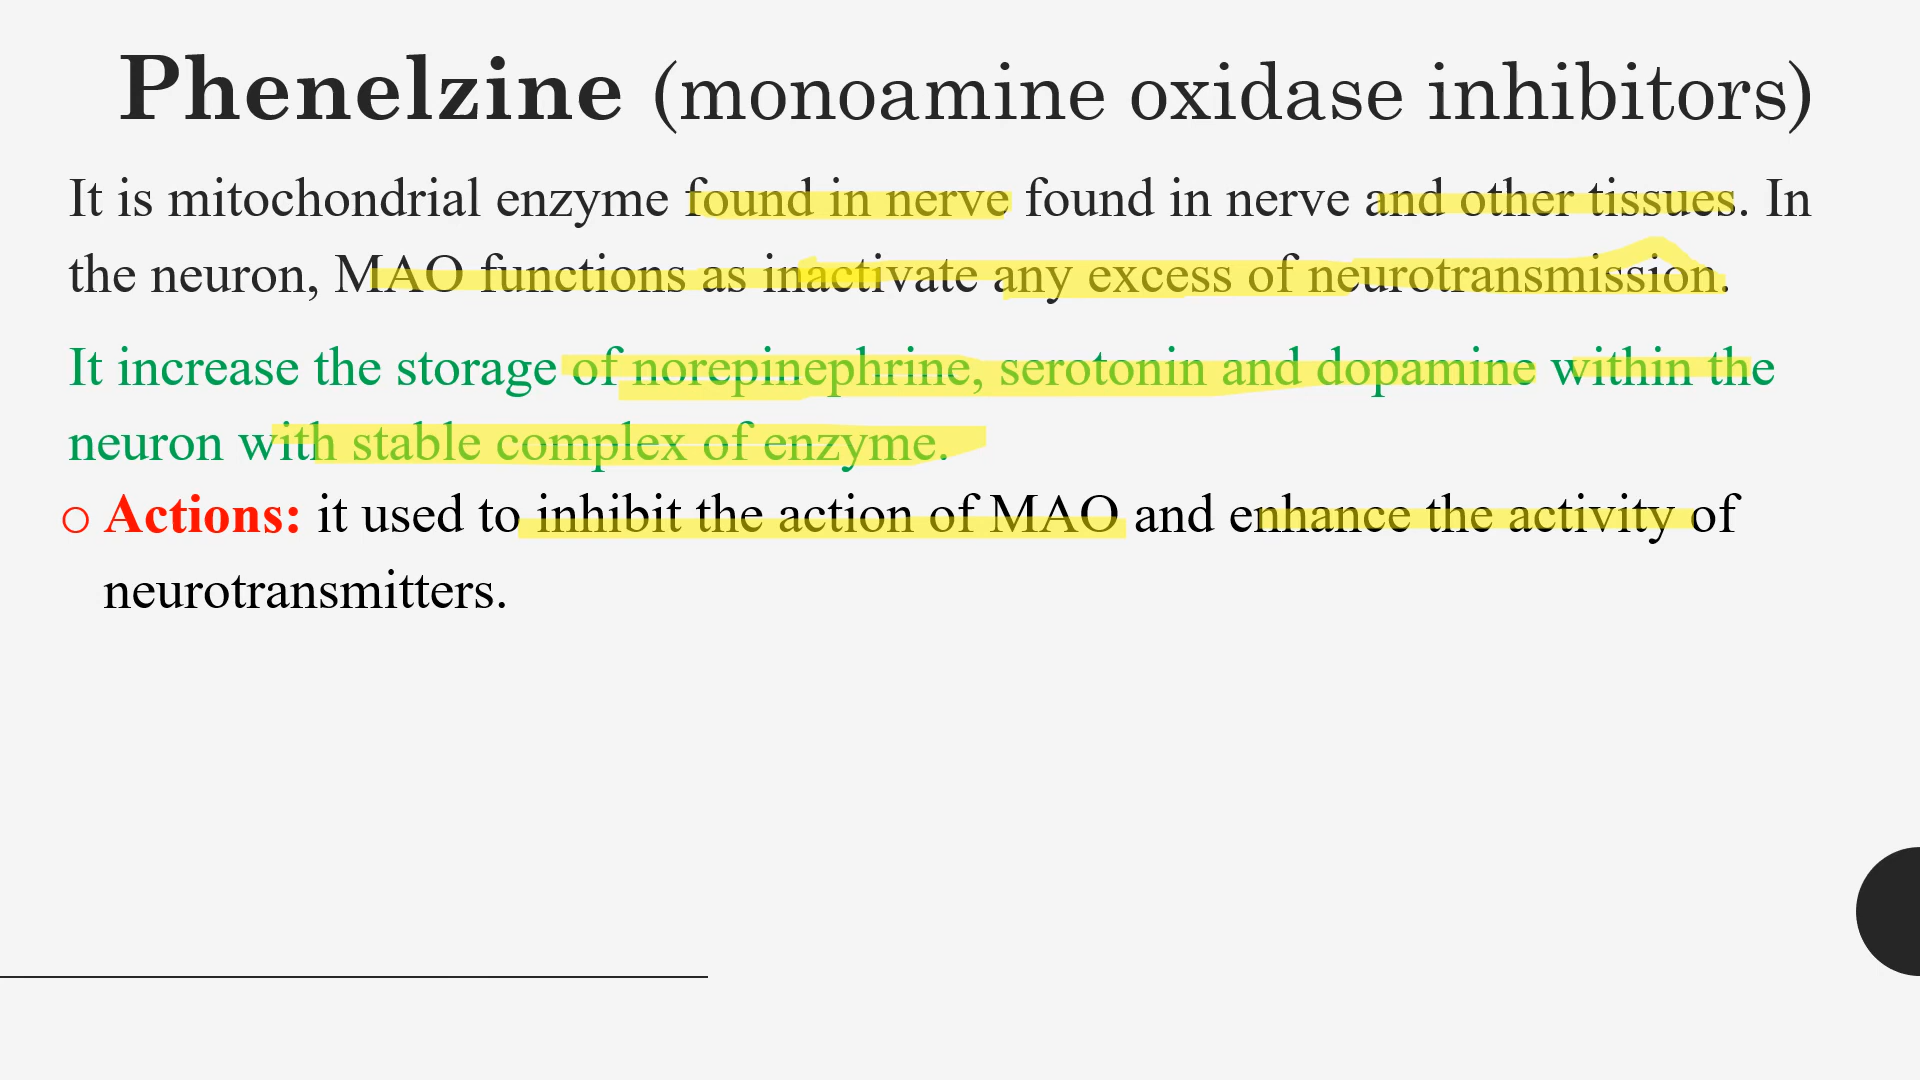 Phenelzine (monoamine oxidase inhibitors)
It is mitochondrial enzyme found in nerve found in nerve and other tissues. In
the neuron, MAO functions as inactivate any excess of neurotransmission.
It increase the storage of norepinephrine, serotonin and dopamine within the
neuron with stable complex of enzyme.
o Actions: it used to inhibit the action of MAO and enhance the activity of
neurotransmitters.